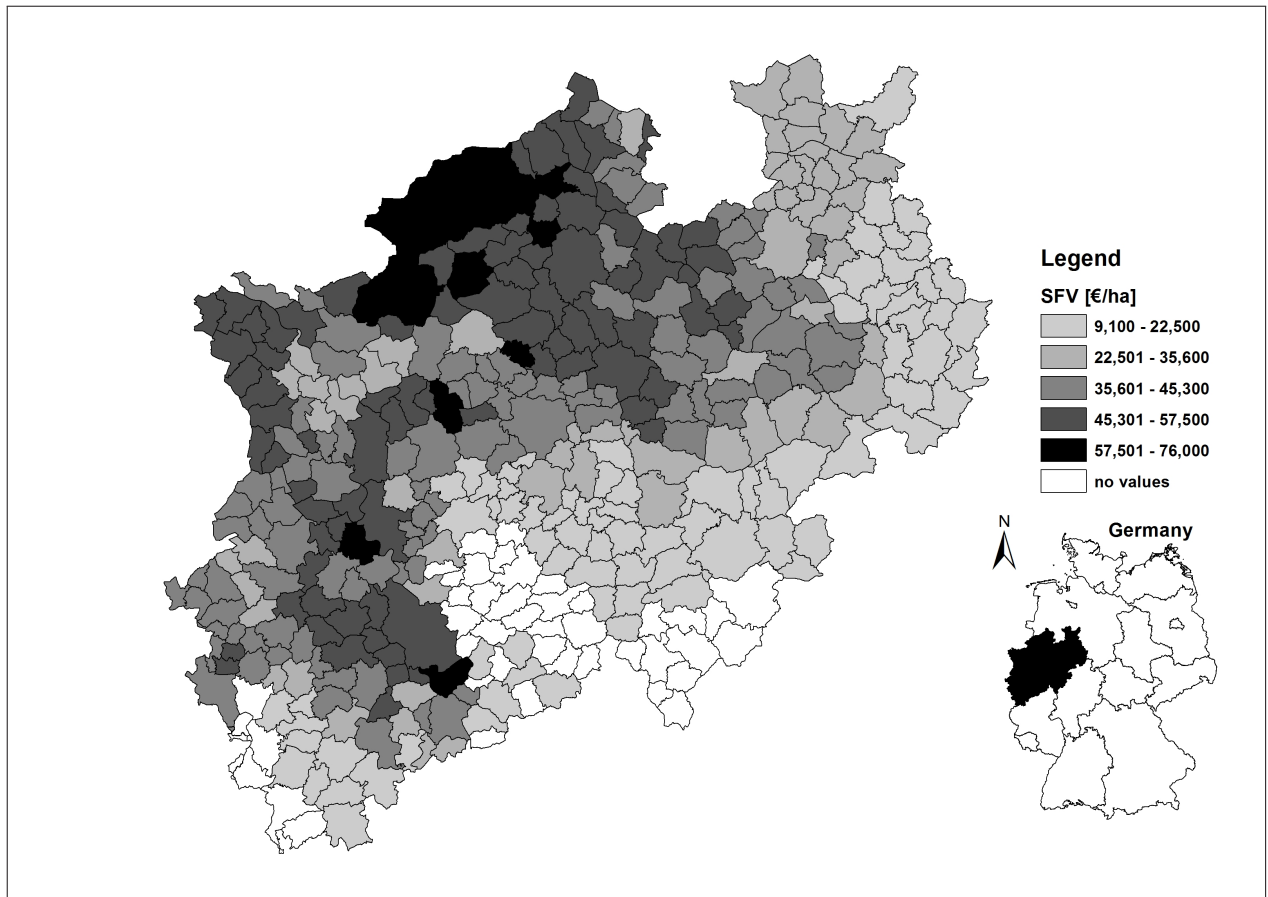 Legend
SFV [€/ha]
9,100 - 22,500
22,501 - 35,600
35,601 - 45,300
45,301 - 57,500
57,501 - 76,000
no values
N
Germany